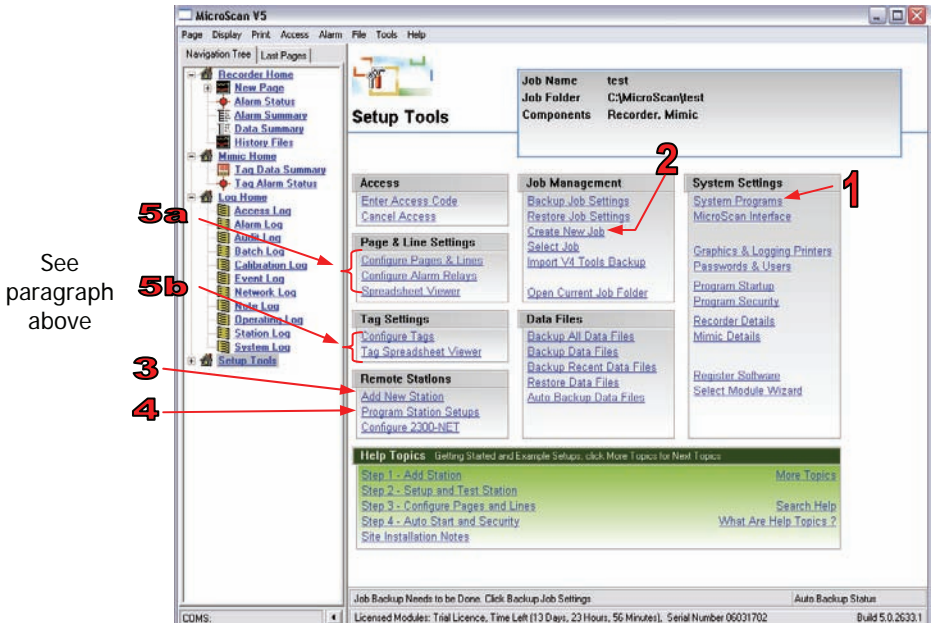 MicroScan V5
Page Display Print Access Alarm File Tools Help
Navigation Tree Last Pages
Recorder Home
New Page
Alarm Status
Alarm Summary
Data Summary
History Files
Mimic Home
Tag Data Summary
Tag Alarm Status
Log Home
Access Log
Alarm Log
Audit Log
Batch Log
Calibration Log
Event Log
Network Log
Note Log
Operating Log
Station Log
System Log
Setup Tools
See
paragraph
above
5a
5b
3
4
Setup Tools
Job Name test
Job Folder C:\MicroScan\test
Components Recorder, Mimic
2
1
Access
Enter Access Code
Cancel Access
Page & Line Settings
Configure Pages & Lines
Configure Alarm Relays
Spreadsheet Viewer
Tag Settings
Configure Tags
Tag Spreadsheet Viewer
Remote Stations
Add New Station
Program Station Setups
Configure 2300-NET
Job Management
Backup Job Settings
Restore Job Settings
Create New Job
Select Job
Import V4 Tools Backup
Open Current Job Folder
Data Files
Backup All Data Files
Backup Data Files
Backup Recent Data Files
Restore Data Files
Auto Backup Data Files
System Settings
System Programs
MicroScan Interface
Graphics & Logging Printers
Passwords & Users
Program Startup
Program Security
Recorder Details
Mimic Details
Register Software
Select Module Wizard
Help Topics Getting Started and Example Setups, click More Topics for Next Topics
Step 1 - Add Station
More Topics
Step 2 - Setup and Test Station
Step 3 - Configure Pages and Lines
Search Help
Step 4 - Auto Start and Security
What Are Help Topics ?
Site Installation Notes
Job Backup Needs to be Done. Click Backup Job Settings
Auto Backup Status
COMS:
Licensed Modules: Trial Licence, Time Left (13 Days, 23 Hours, 56 Minutes), Serial Number 06031702
Build 5.0.2633.1